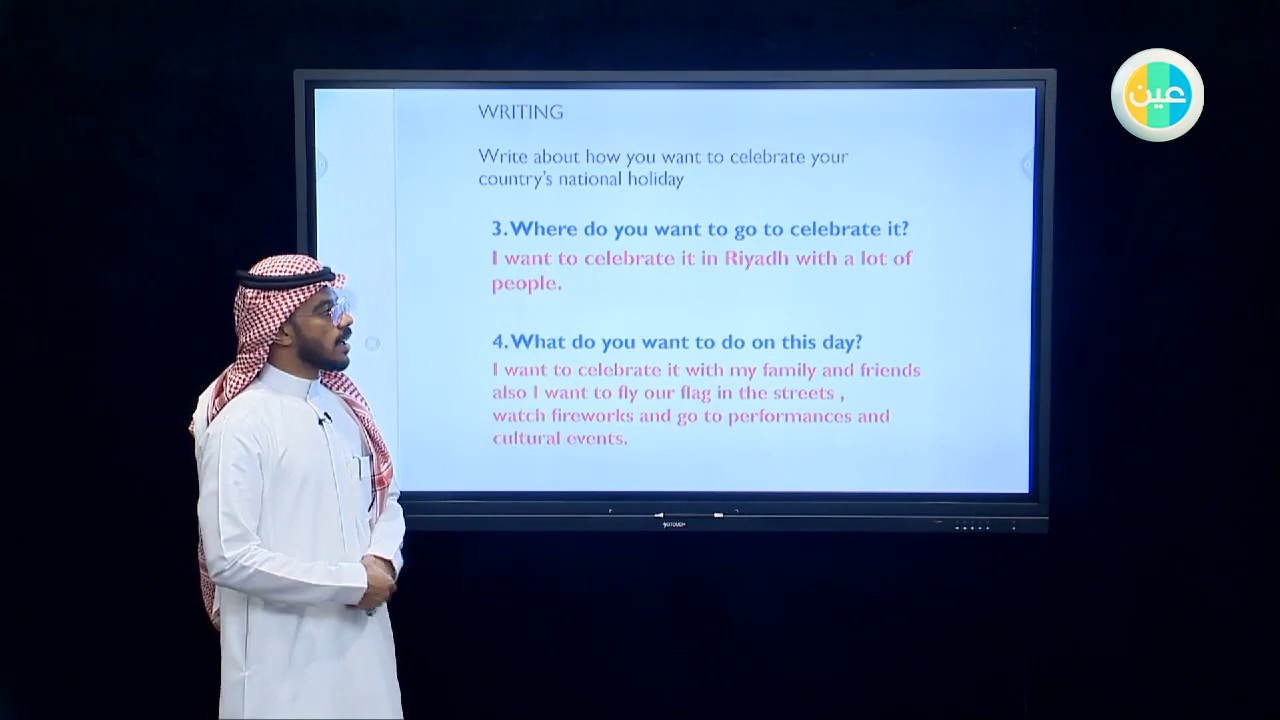 عين
WRITING
Write about how you want to celebrate your
country's national holiday
3. Where do you want to go to celebrate it?
I want to celebrate it in Riyadh with a lot of
people.
4. What do you want to do on this day?
I want to celebrate it with my family and friends
also I want to fly our flag in the streets ,
watch fireworks and go to performances and
cultural events.